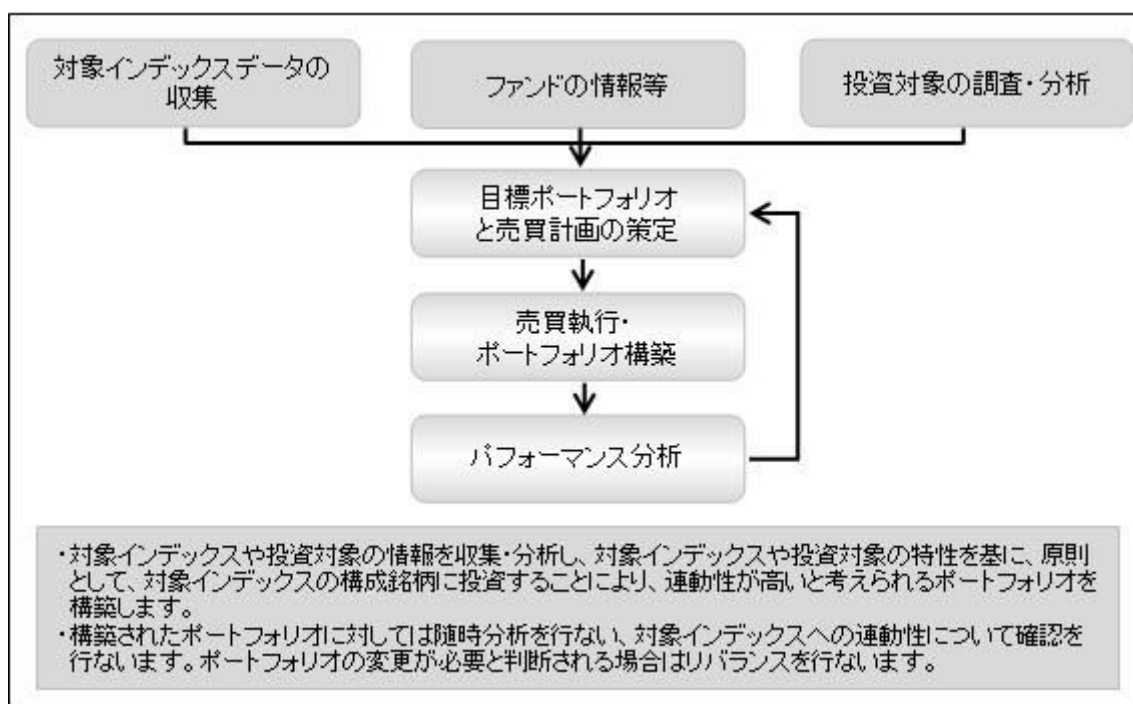 対象インデックスデータの
収集
ファンドの情報等
投資対象の調査・分析
目標ポートフォリオ
と売買計画の策定
売買執行・
ポートフォリオ構築
パフォーマンス分析
・対象インデックスや投資対象の情報を収集・分析し、対象インデックスや投資対象の特性を基に、原則
として、対象インデックスの構成銘柄に投資することにより、連動性が高いと考えられるポートフォリオを
構築します。
・構築されたポートフォリオに対しては随時分析を行ない、対象インデックスへの連動性について確認を
行ないます。ポートフォリオの変更が必要と判断される場合はリバランスを行ないます。